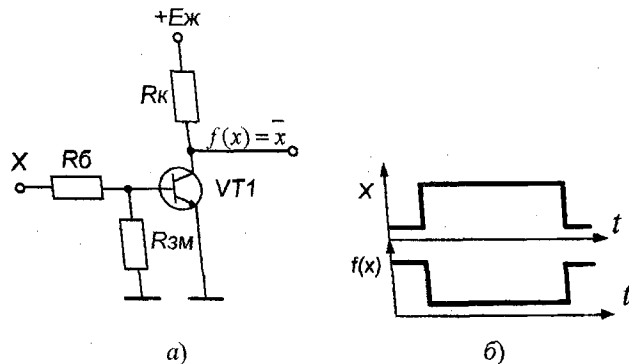 +Eж
Rк
f(x) = x̄
X
Rб
VT1
Rзм
а)
X
t
f(x)
t
б)